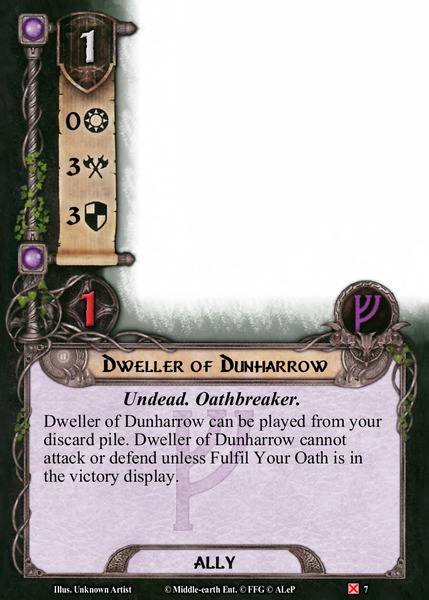 1
0
3
3
1
Dweller of Dunharrow
Undead. Oathbreaker.
Dweller of Dunharrow can be played from your
discard pile. Dweller of Dunharrow cannot
attack or defend unless Fulfil Your Oath is in
the victory display.
ALLY
Illus. Unknown Artist © Middle-earth Ent. © FFG © ALeP 7